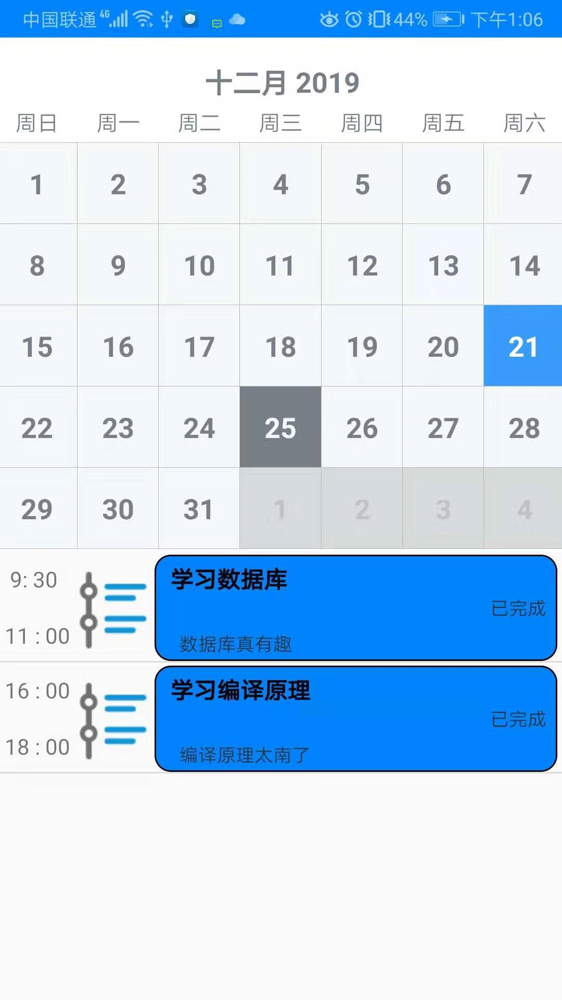 中国联通 4G 44% 下午1:06
十二月 2019
周日 周一 周二 周三 周四 周五 周六
1 2 3 4 5 6 7
8 9 10 11 12 13 14
15 16 17 18 19 20 21
22 23 24 25 26 27 28
29 30 31 1 2 3 4
9: 30
学习数据库
已完成
11 : 00
数据库真有趣
16 : 00
学习编译原理
已完成
18 : 00
编译原理太南了